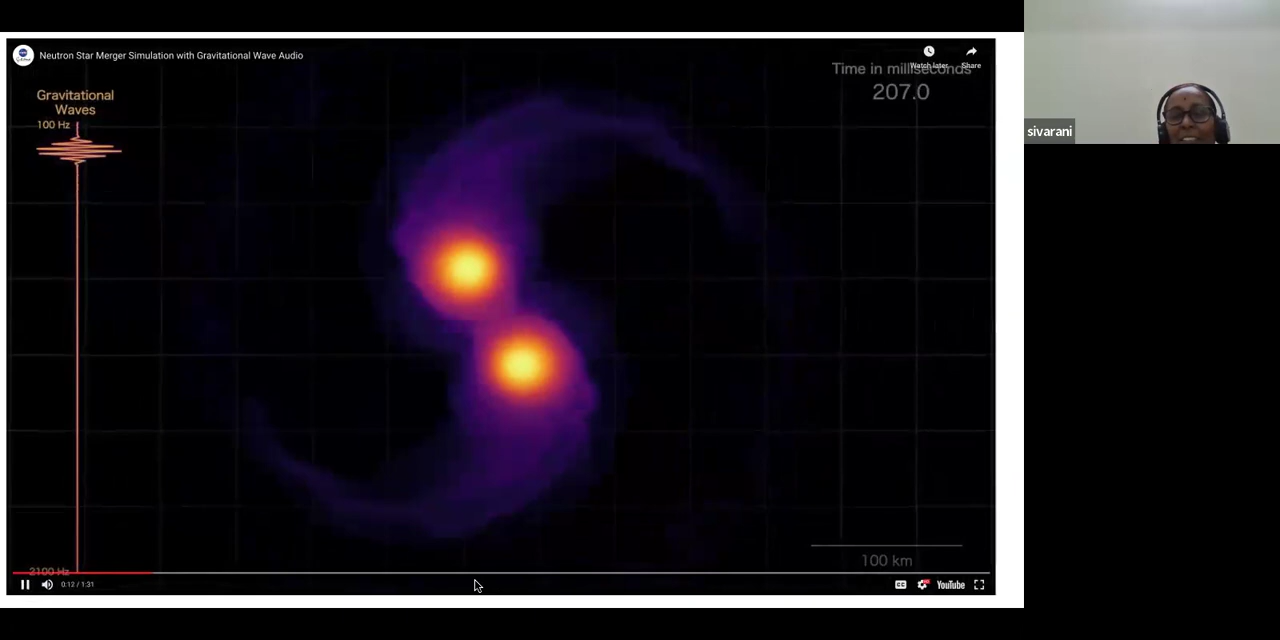 Neutron Star Merger Simulation with Gravitational Wave Audio
Watch later
Share
Time in milliseconds
207.0
Gravitational
Waves
100 Hz
sivarani
100 km
2100 Hz
0:12 / 1:31
CC
YouTube